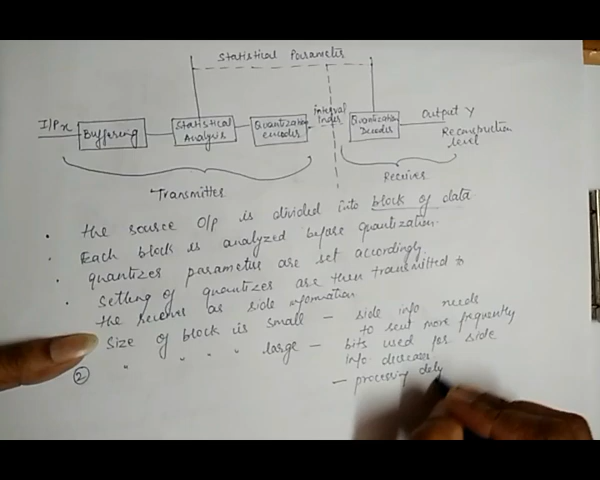 Statistical Parameter
I/P x
Buffering
Statistical
Analysis
Quantization
encoder
interval
Index
Quantization
Decoder
Output Y
Reconstruction
level
Transmitter
Receiver
. the source O/p is divided into block of data
. Each block is analyzed before quantization.
. quantizer parameters are set accordingly.
. Setting of quantizer are then transmitted to
the receiver as side information
Size of block is small - side info needs
to sent more frequently
" " " " large - bits used for side
info decrease
- processing dely
②